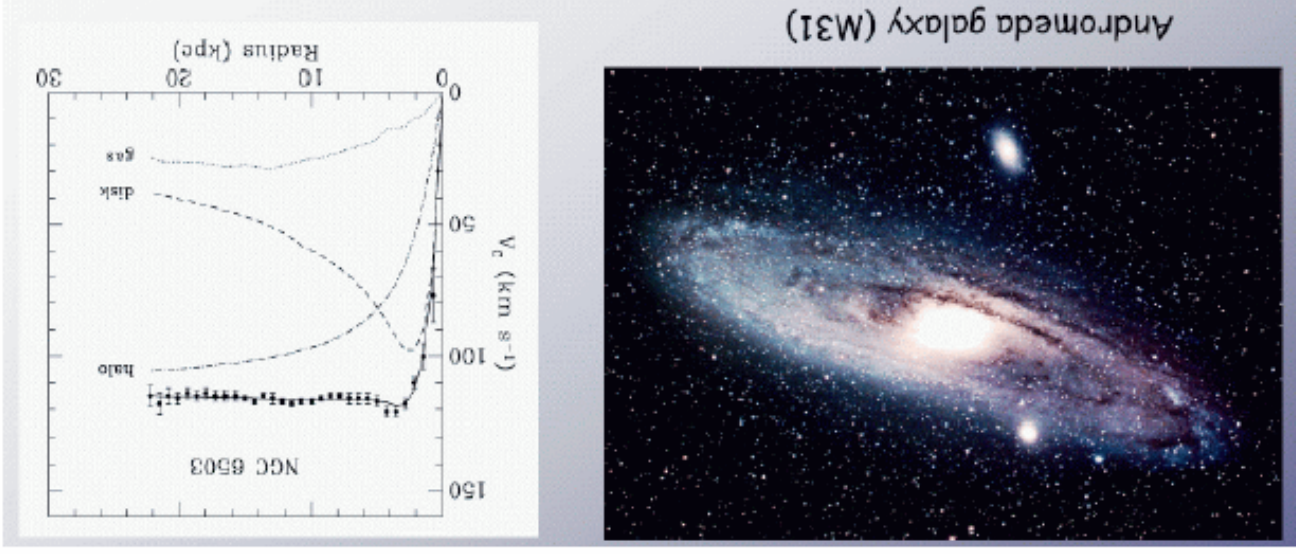 Andromeda galaxy (M31)
NGC 6503
150
100
50
0
V_c (km s⁻¹)
halo
disk
gas
0
10
20
30
Radius (kpc)